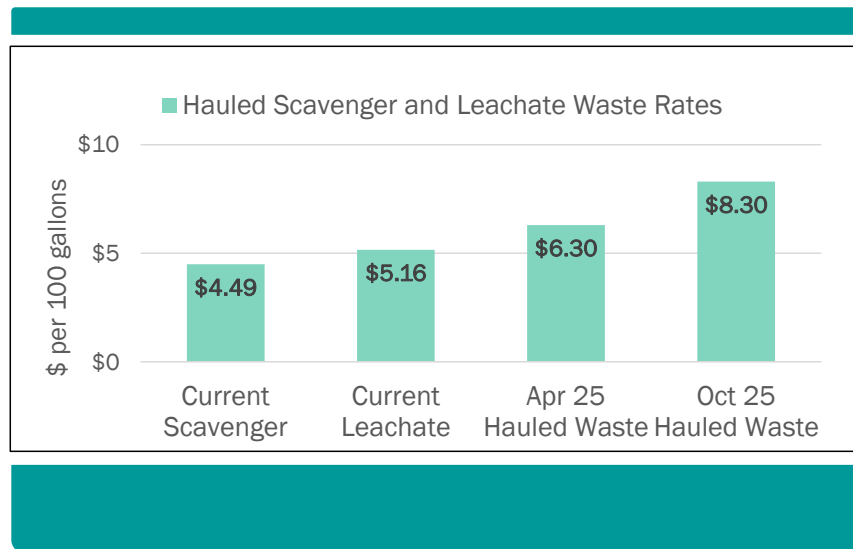 Hauled Scavenger and Leachate Waste Rates
$ per 100 gallons
$10
$5
$0
$4.49
$5.16
$6.30
$8.30
Current
Scavenger
Current
Leachate
Apr 25
Hauled Waste
Oct 25
Hauled Waste